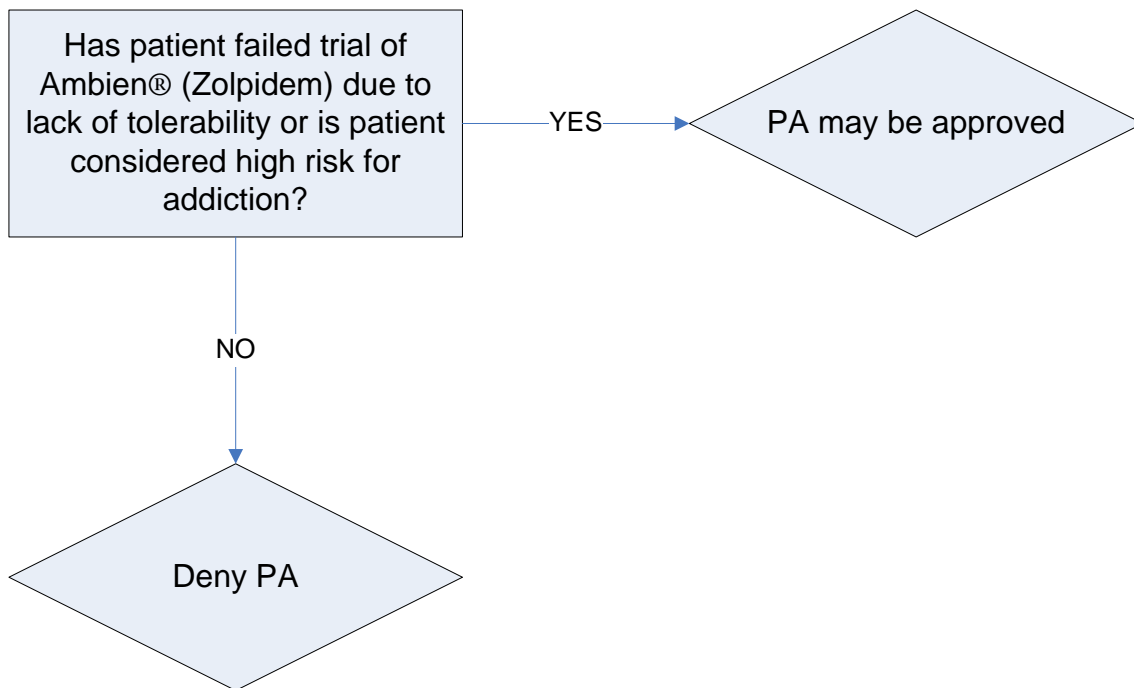 Has patient failed trial of
Ambien® (Zolpidem) due to
lack of tolerability or is patient
considered high risk for
addiction?
YES
PA may be approved
NO
Deny PA